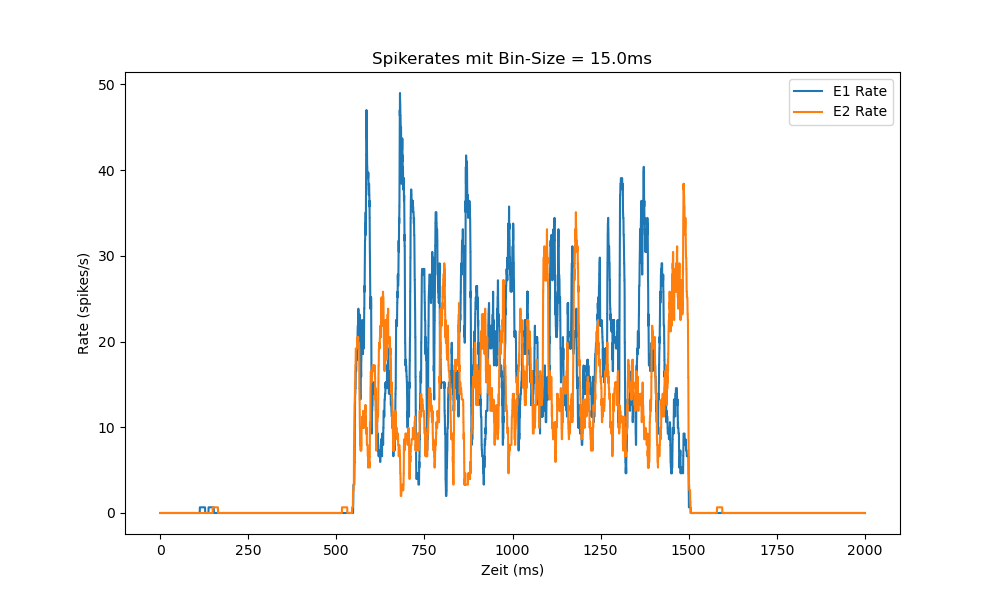 Spikerates mit Bin-Size = 15.0ms
50
40
30
20
10
0
Rate (spikes/s)
E1 Rate
E2 Rate
0 250 500 750 1000 1250 1500 1750 2000
Zeit (ms)